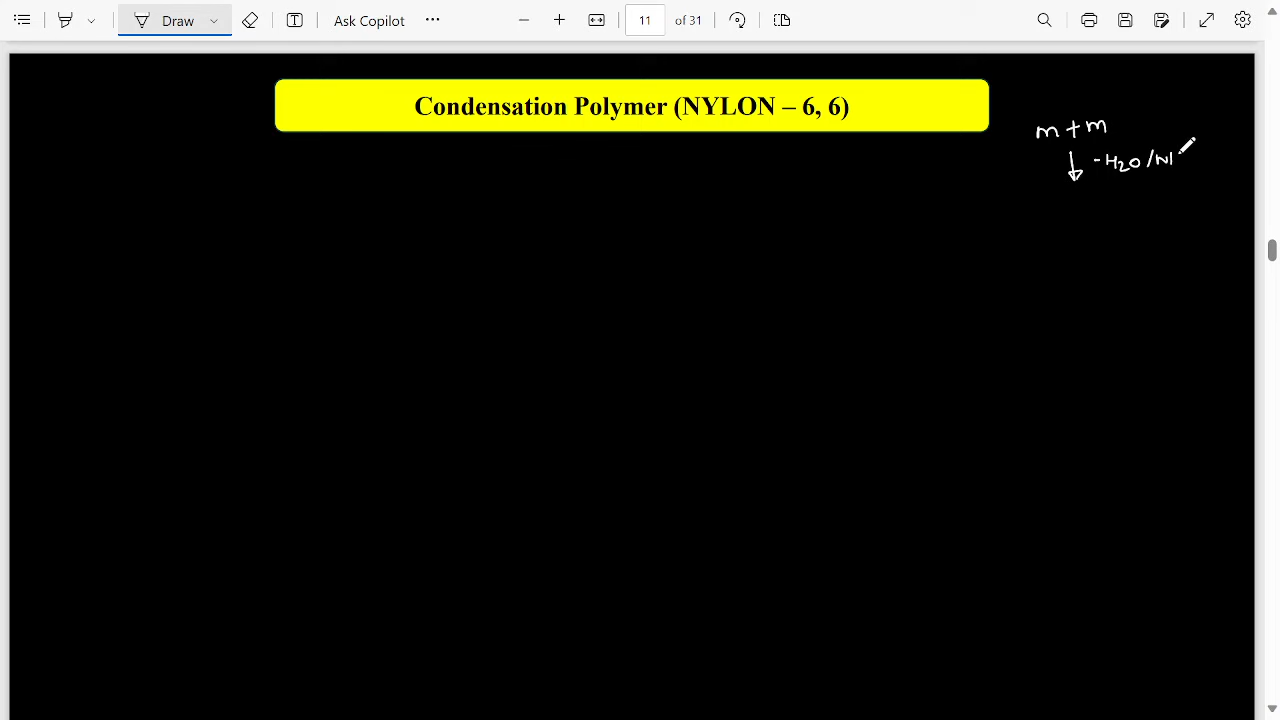 Draw
Ask Copilot
11 of 31
Condensation Polymer (NYLON – 6, 6)
m + m
↓ -H₂O /